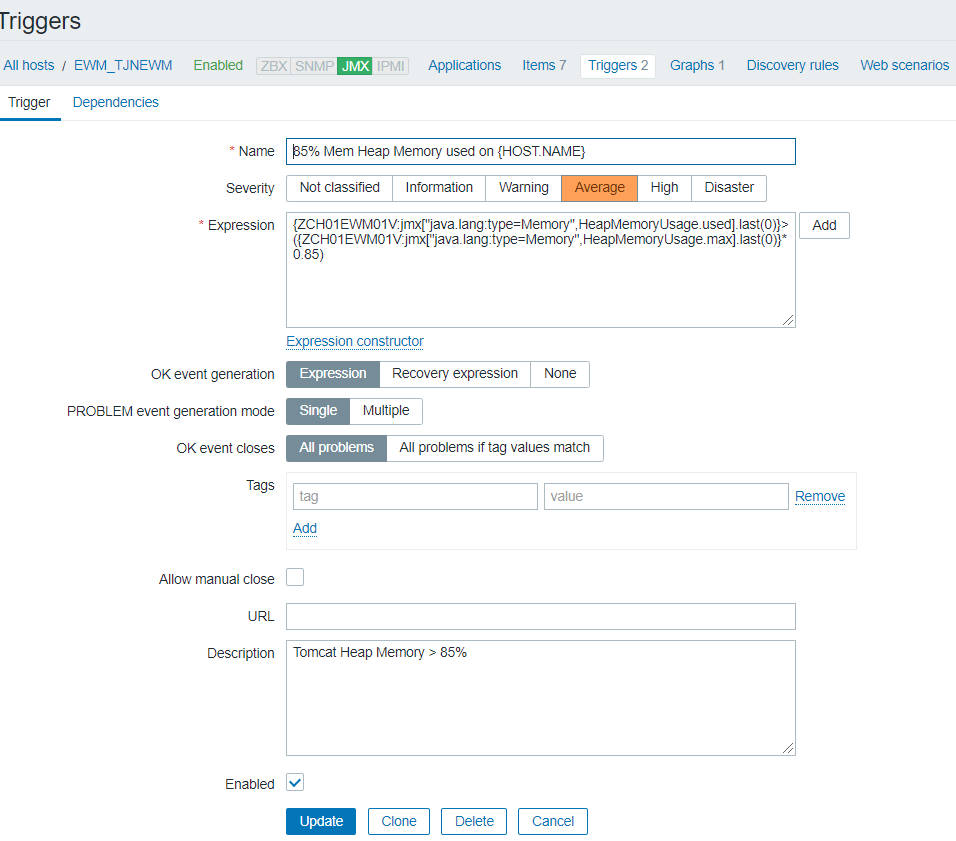 Triggers
All hosts / EWM_TJNEWM Enabled ZBX SNMP JMX IPMI Applications Items 7 Triggers 2 Graphs 1 Discovery rules Web scenarios
Trigger Dependencies
* Name 85% Mem Heap Memory used on {HOST.NAME}
Severity Not classified Information Warning Average High Disaster
* Expression {ZCH01EWM01V:jmx["java.lang:type=Memory",HeapMemoryUsage.used].last(0)}> Add
({ZCH01EWM01V:jmx["java.lang:type=Memory",HeapMemoryUsage.max].last(0)}*
0.85)
Expression constructor
OK event generation Expression Recovery expression None
PROBLEM event generation mode Single Multiple
OK event closes All problems All problems if tag values match
Tags tag value Remove
Add
Allow manual close
URL
Description Tomcat Heap Memory > 85%
Enabled
Update Clone Delete Cancel